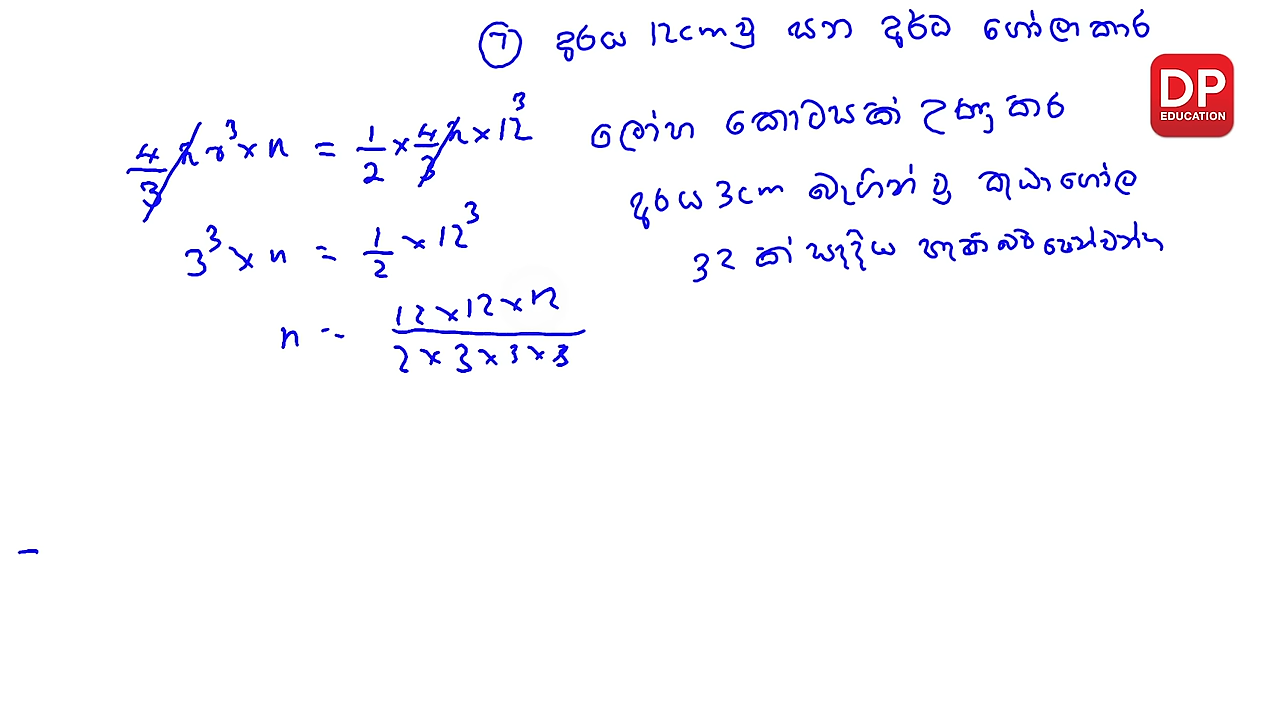 ⑦ අරය 12cm වූ ඝන අර්ධ ගෝලාකාර
ලෝහ කොටසක් උණු කර
අරය 3cm බැගින් වූ කුඩා ගෝල
32 ක් සෑදිය හැකි බව පෙන්වන්න
4/3 π r³ × n = 1/2 × 4/3 π × 12³
3³ × n = 1/2 × 12³
n = (12 × 12 × 12)/(2 × 3 × 3 × 3)
DP
EDUCATION